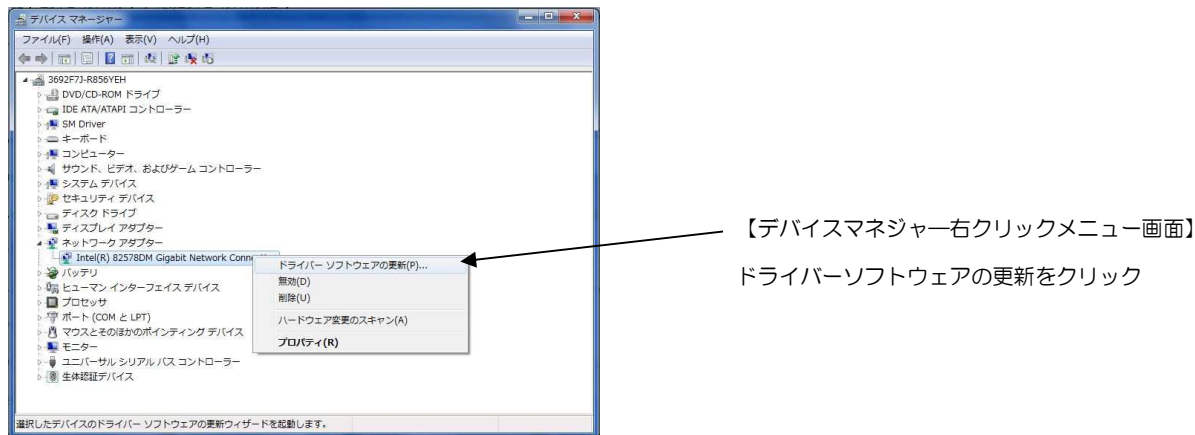 デバイス マネージャー
ファイル(F) 操作(A) 表示(V) ヘルプ(H)
3692F7J-R856YEH
DVD/CD-ROM ドライブ
IDE ATA/ATAPI コントローラー
SM Driver
キーボード
コンピューター
サウンド、ビデオ、およびゲーム コントローラー
システム デバイス
セキュリティ デバイス
ディスク ドライブ
ディスプレイ アダプター
ネットワーク アダプター
Intel(R) 82578DM Gigabit Network
バッテリ
ヒューマン インターフェイス デバイス
プロセッサ
ポート (COM と LPT)
マウスとそのほかのポインティング デバイス
モニター
ユニバーサル シリアル バス コントローラー
生体認証デバイス
ドライバー ソフトウェアの更新(P)...
無効(D)
削除(U)
ハードウェア変更のスキャン(A)
プロパティ(R)
選択したデバイスのドライバー ソフトウェアの更新ウィザードを起動します。
【デバイスマネジャ―右クリックメニュー画面】
ドライバーソフトウェアの更新をクリック